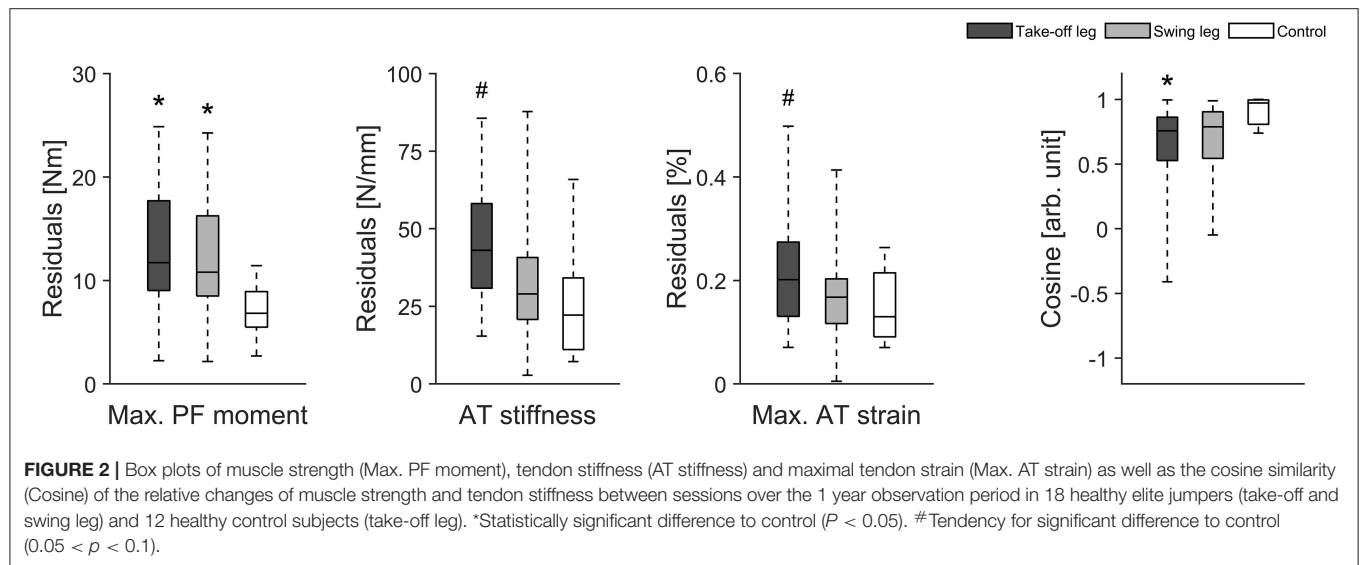 Take-off leg Swing leg Control
30
20
10
0
Residuals [Nm]
* *
Max. PF moment
100
75
50
25
0
Residuals [N/mm]
#
AT stiffness
0.6
0.4
0.2
0
Residuals [%]
#
Max. AT strain
1
0.5
0
-0.5
-1
Cosine [arb. unit]
*
FIGURE 2 | Box plots of muscle strength (Max. PF moment), tendon stiffness (AT stiffness) and maximal tendon strain (Max. AT strain) as well as the cosine similarity
(Cosine) of the relative changes of muscle strength and tendon stiffness between sessions over the 1 year observation period in 18 healthy elite jumpers (take-off and
swing leg) and 12 healthy control subjects (take-off leg). *Statistically significant difference to control (P < 0.05). #Tendency for significant difference to control
(0.05 < p < 0.1).